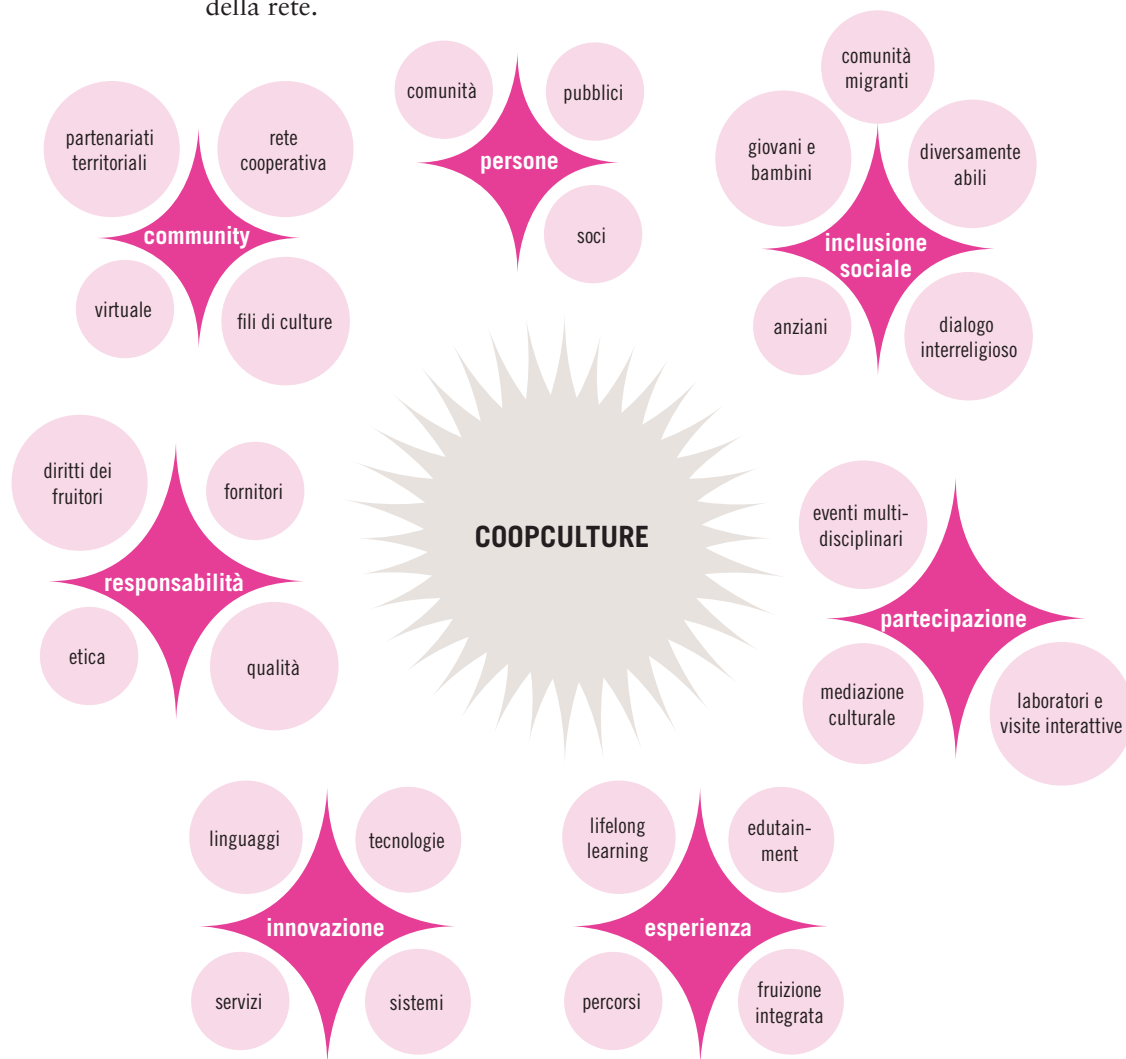 della rete.
partenariati
territoriali
rete
cooperativa
community
virtuale
fili di culture
comunità
pubblici
persone
soci
comunità
migranti
giovani e
bambini
diversamente
abili
inclusione
sociale
anziani
dialogo
interreligioso
diritti dei
fruitori
fornitori
responsabilità
etica
qualità
COOPCULTURE
eventi multi-
disciplinari
partecipazione
mediazione
culturale
laboratori e
visite interattive
linguaggi
tecnologie
innovazione
servizi
sistemi
lifelong
learning
edutain-
ment
esperienza
percorsi
fruizione
integrata